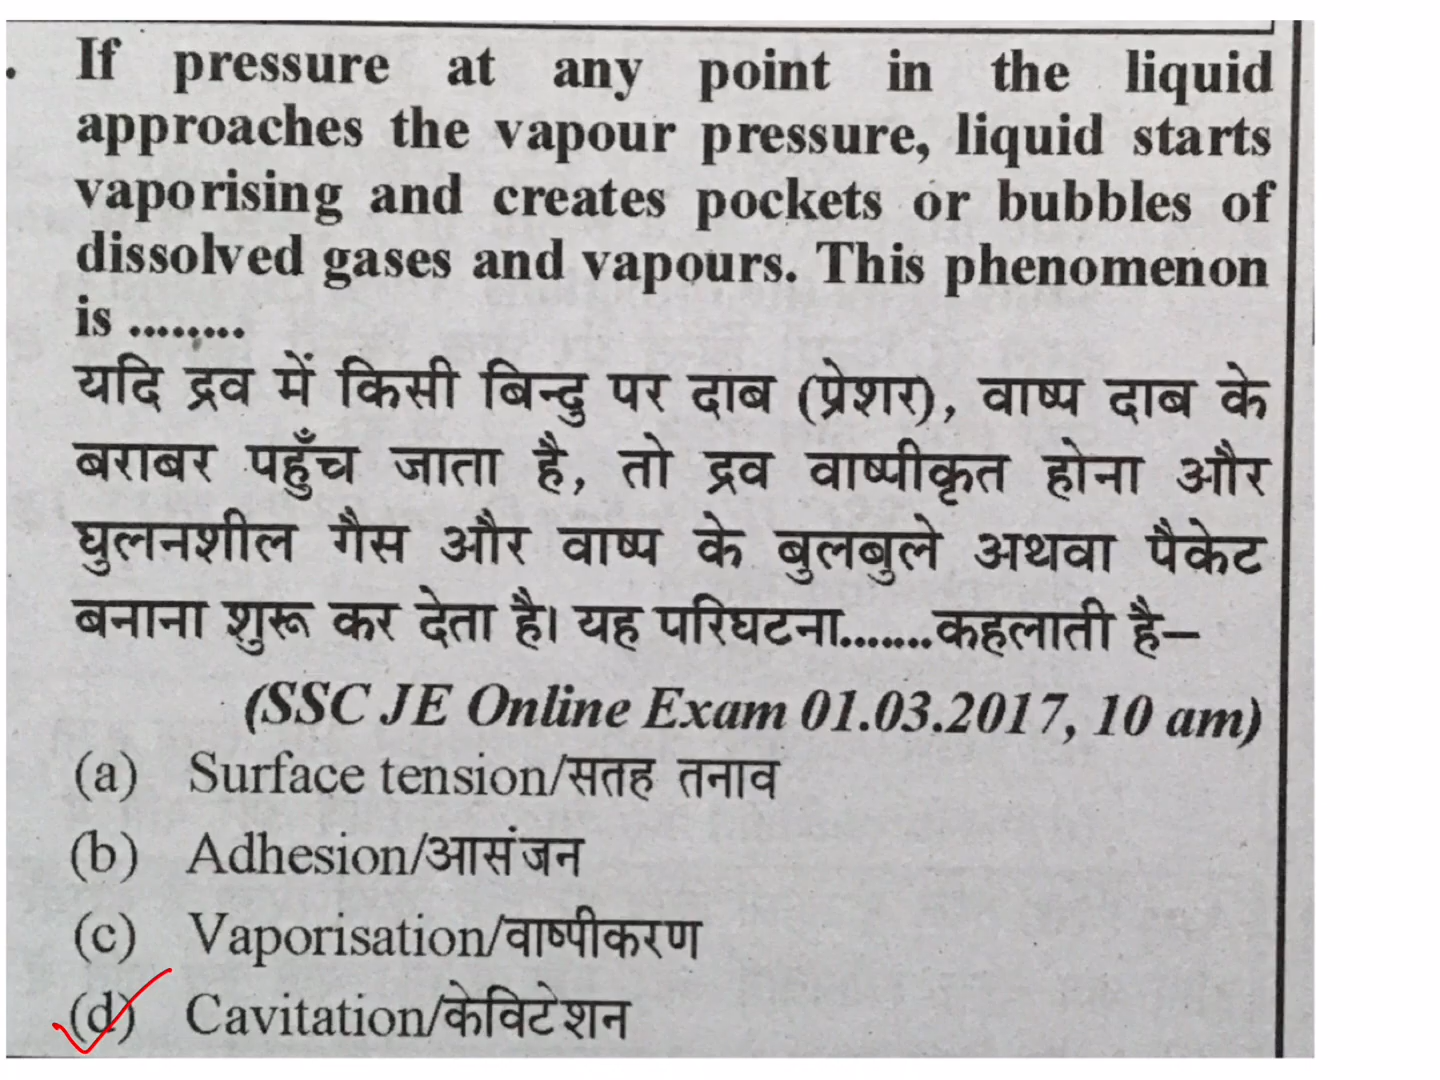 . If pressure at any point in the liquid
approaches the vapour pressure, liquid starts
vaporising and creates pockets or bubbles of
dissolved gases and vapours. This phenomenon
is ........
यदि द्रव में किसी बिन्दु पर दाब (प्रेशर), वाष्प दाब के
बराबर पहुँच जाता है, तो द्रव वाष्पीकृत होना और
घुलनशील गैस और वाष्प के बुलबुले अथवा पैकेट
बनाना शुरू कर देता है। यह परिघटना.......कहलाती है–
(SSC JE Online Exam 01.03.2017, 10 am)
(a) Surface tension/सतह तनाव
(b) Adhesion/आसंजन
(c) Vaporisation/वाष्पीकरण
(d) Cavitation/केविटेशन